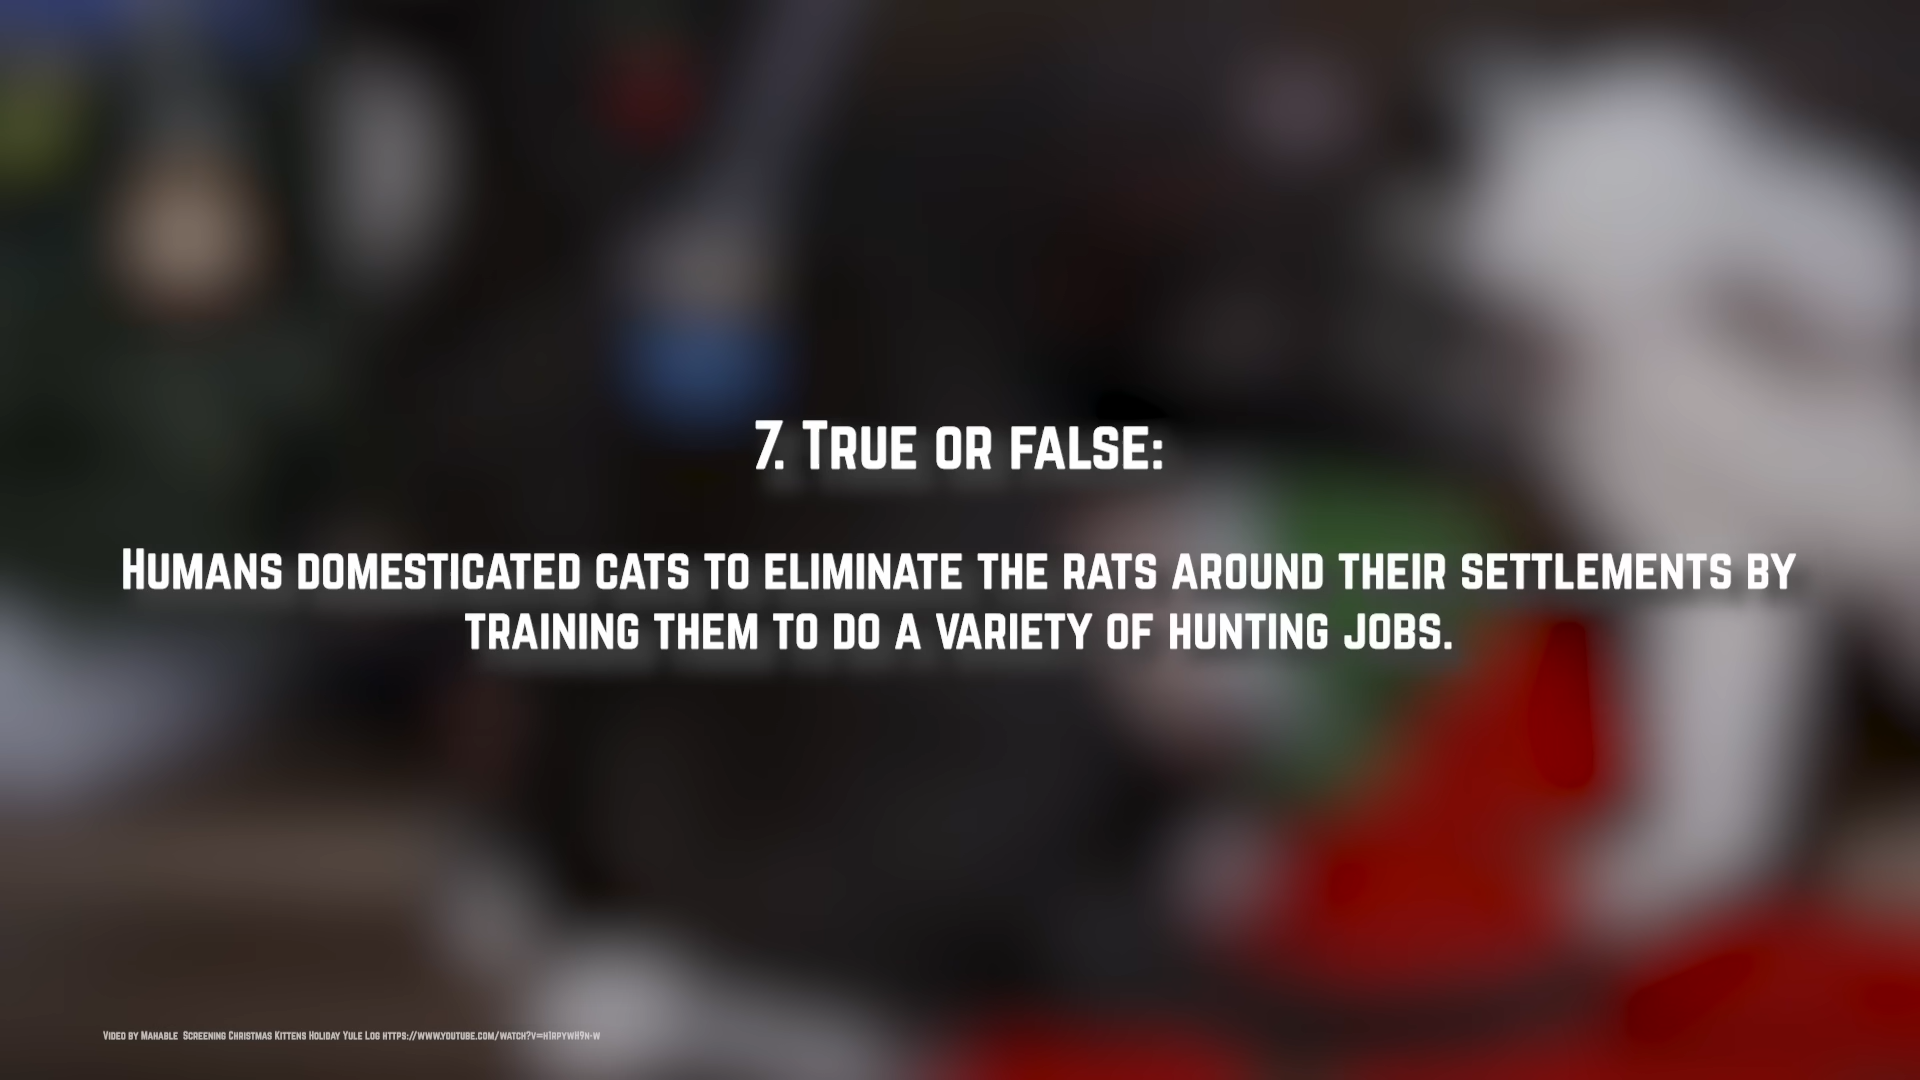 7. True or false:
Humans domesticated cats to eliminate the rats around their settlements by
training them to do a variety of hunting jobs.
Video by Mahable Screening Christmas Kittens Holiday Yule Log